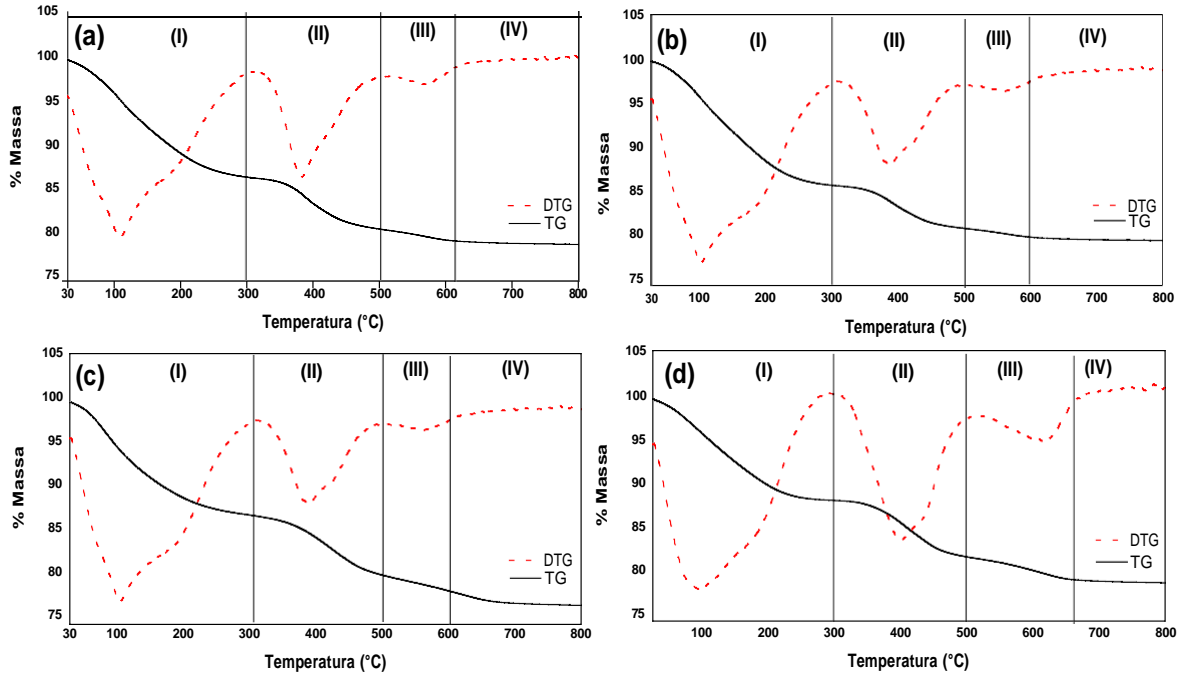 105
(a)
(I)
(II)
(III)
(IV)
100
95
90
85
80
75
% Massa
DTG
TG
30 100 200 300 400 500 600 700 800
Temperatura (°C)
105
(b)
(I)
(II)
(III)
(IV)
100
95
90
85
80
75
% Massa
DTG
TG
30 100 200 300 400 500 600 700 800
Temperatura (°C)
105
(c)
(I)
(II)
(III)
(IV)
100
95
90
85
80
75
% Massa
DTG
TG
30 100 200 300 400 500 600 700 800
Temperatura (°C)
105
(d)
(I)
(II)
(III)
(IV)
100
95
90
85
80
75
% Massa
DTG
TG
100 200 300 400 500 600 700 800
Temperatura (°C)